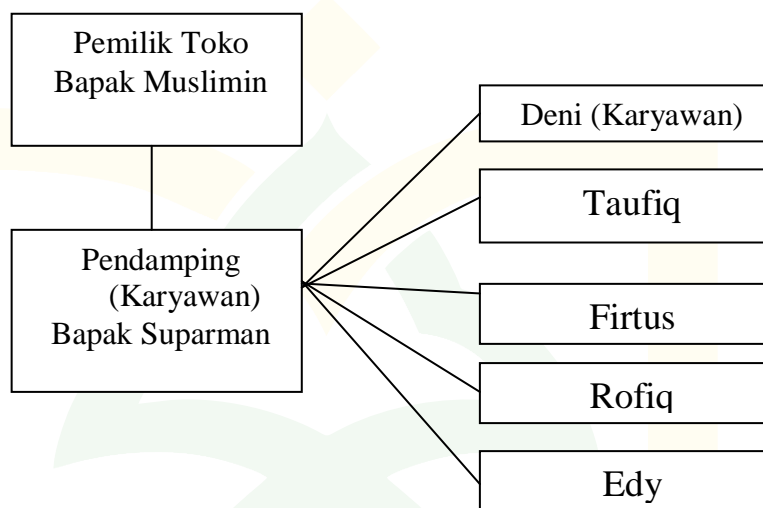 Pemilik Toko
Bapak Muslimin
Pendamping
(Karyawan)
Bapak Suparman
Deni (Karyawan)
Taufiq
Firtus
Rofiq
Edy